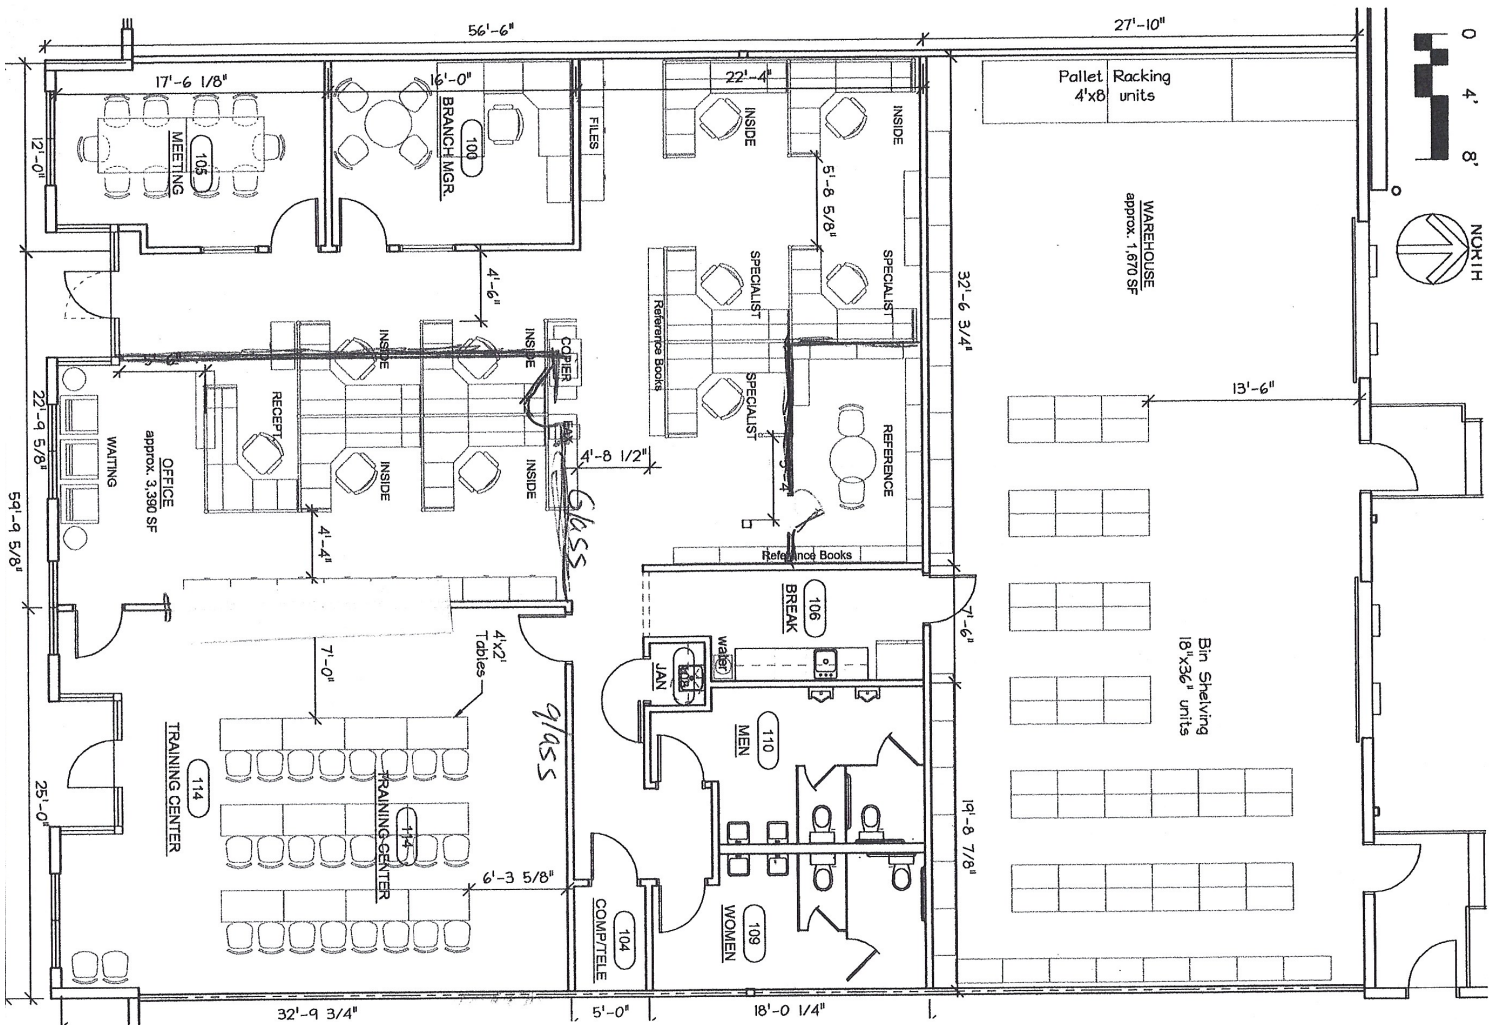 56'-6"
27'-10"
0
4'
8'
NORTH
17'-6 1/8"
16'-0"
22'-4"
12'-0"
MEETING
105
BRANCH MGR.
100
FILES
INSIDE
INSIDE
5'-8 5/8"
Pallet Racking
4'x8' units
WAREHOUSE
approx. 1,670 SF
4'-6"
SPECIALIST
SPECIALIST
Reference Books
32'-6 3/4"
INSIDE
INSIDE
COPIER
13'-6"
RECEPT
WAITING
OFFICE
approx. 3,390 SF
INSIDE
INSIDE
FAX
4'-8 1/2"
SPECIALIST
REFERENCE
22'-9 5/8"
59'-9 5/8"
4'-4"
Glass
Reference Books
BREAK
106
7'-6"
water
JAN
4'x2'
Tables
7'-0"
glass
Bin Shelving
18"x36" units
MEN
110
TRAINING CENTER
114
TRAINING CENTER
114
25'-0"
19'-8 7/8"
6'-3 5/8"
COMP/TELE
104
WOMEN
109
32'-9 3/4"
5'-0"
18'-0 1/4"